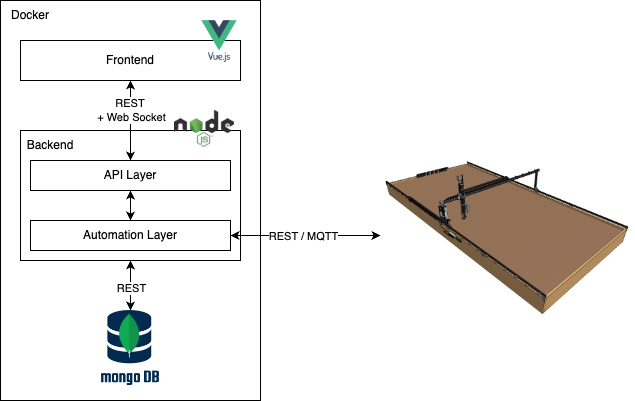 Docker
Vue.js
Frontend
REST
+ Web Socket
node
JS
Backend
API Layer
Automation Layer
REST / MQTT
REST
mongo DB